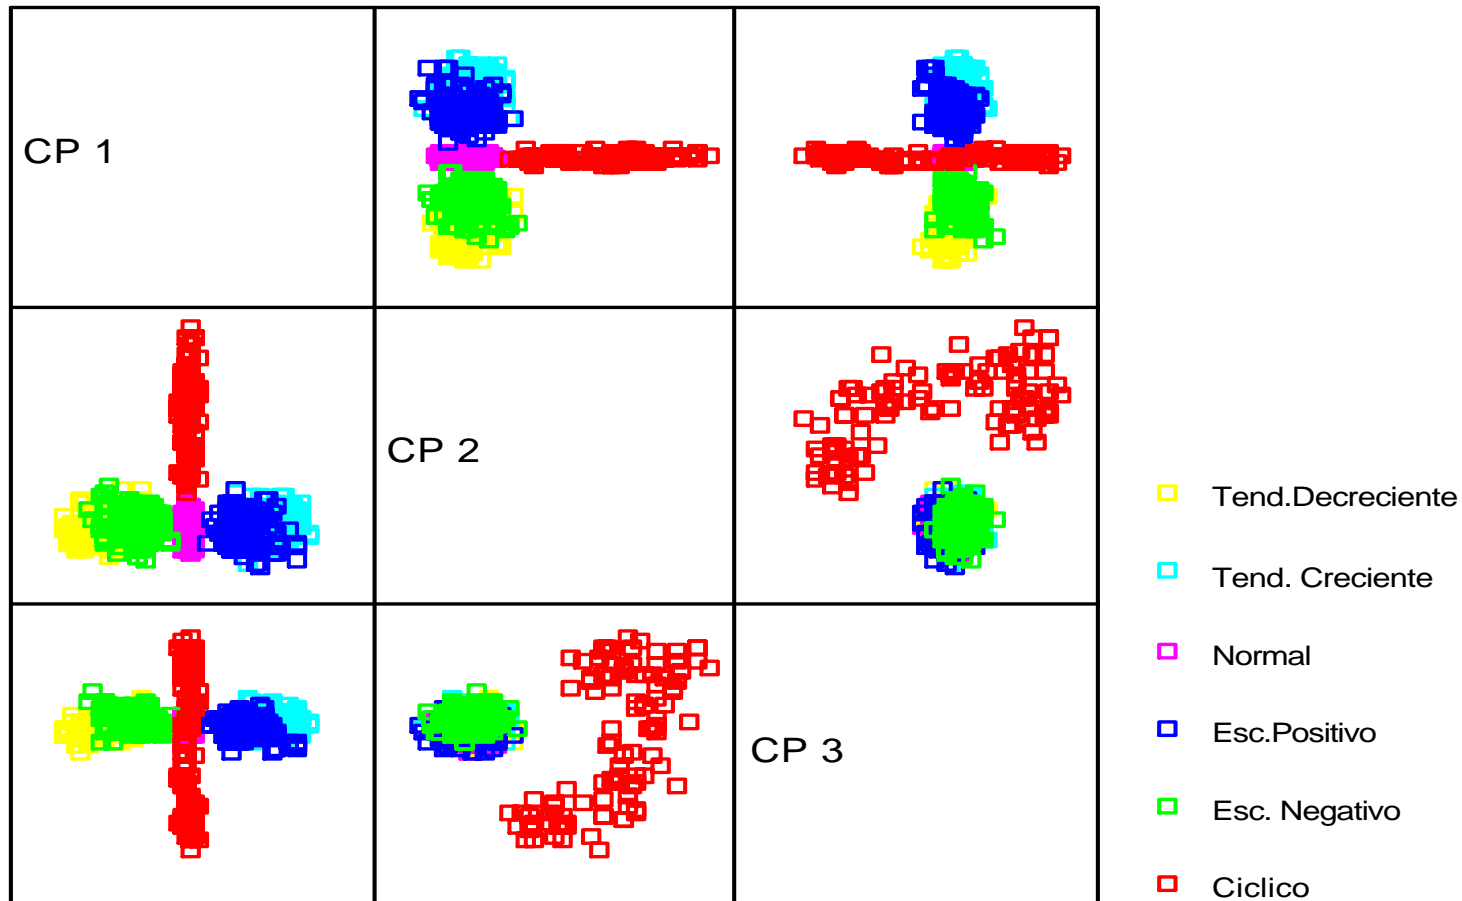 CP 1
CP 2
CP 3
Tend.Decreciente
Tend. Creciente
Normal
Esc.Positivo
Esc. Negativo
Ciclico